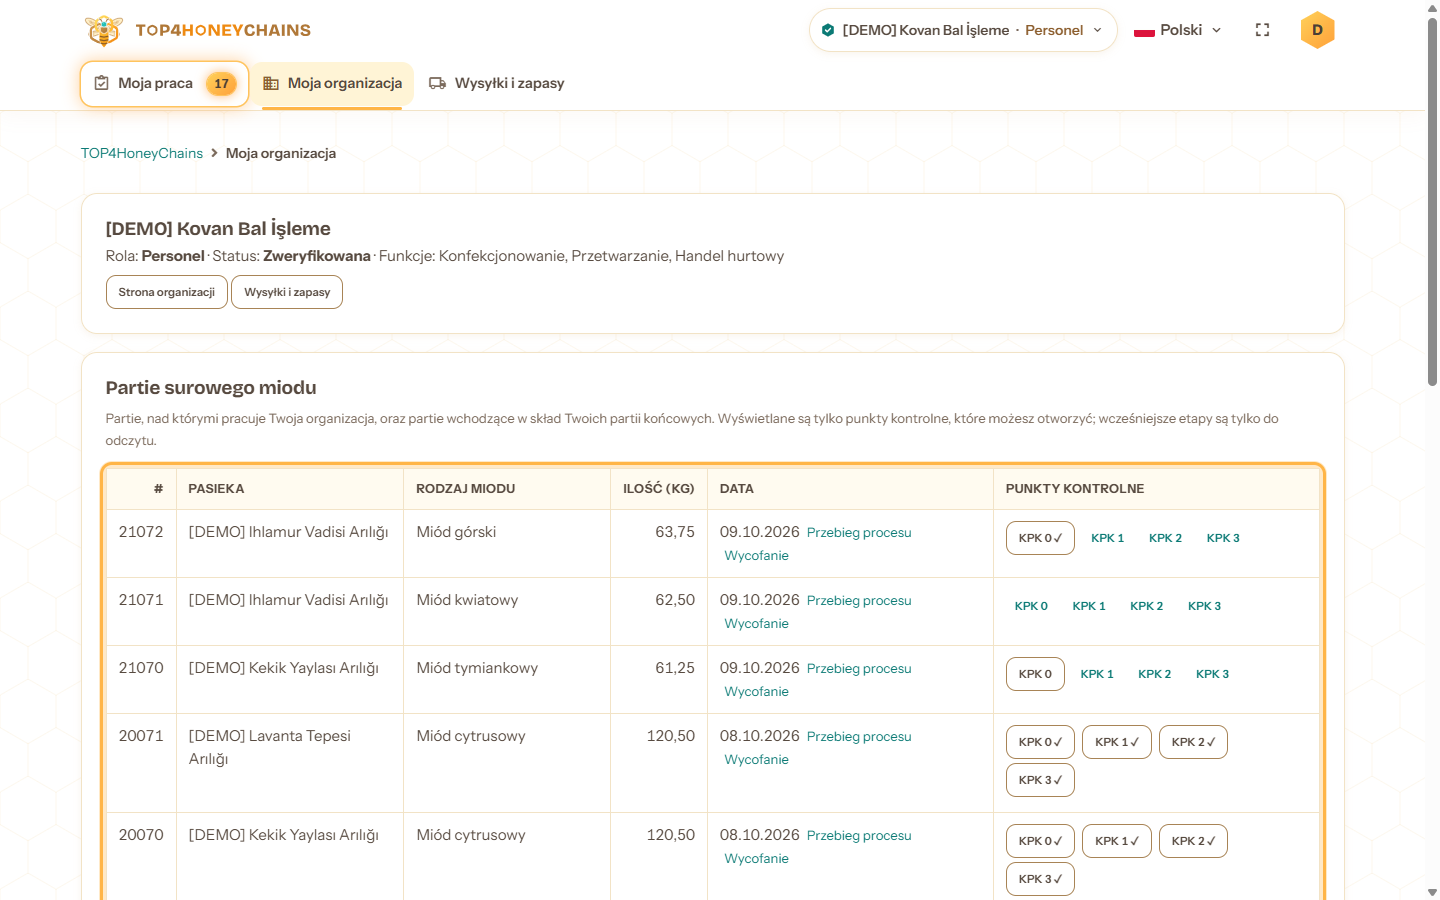 TOP4HONEYCHAINS
[DEMO] Kovan Bal İşleme · Personel
Polski
D
Moja praca 17
Moja organizacja
Wysyłki i zapasy
TOP4HoneyChains > Moja organizacja
[DEMO] Kovan Bal İşleme
Rola: Personel · Status: Zweryfikowana · Funkcje: Konfekcjonowanie, Przetwarzanie, Handel hurtowy
Strona organizacji
Wysyłki i zapasy
Partie surowego miodu
Partie, nad którymi pracuje Twoja organizacja, oraz partie wchodzące w skład Twoich partii końcowych. Wyświetlane są tylko punkty kontrolne, które możesz otworzyć; wcześniejsze etapy są tylko do
odczytu.
# PASIEKA RODZAJ MIODU ILOŚĆ (KG) DATA PUNKTY KONTROLNE
21072 [DEMO] Ihlamur Vadisi Arılığı Miód górski 63,75 09.10.2026 Przebieg procesu KPK 0 ✓ KPK 1 KPK 2 KPK 3
Wycofanie
21071 [DEMO] Ihlamur Vadisi Arılığı Miód kwiatowy 62,50 09.10.2026 Przebieg procesu KPK 0 KPK 1 KPK 2 KPK 3
Wycofanie
21070 [DEMO] Kekik Yaylası Arılığı Miód tymiankowy 61,25 09.10.2026 Przebieg procesu KPK 0 KPK 1 KPK 2 KPK 3
Wycofanie
20071 [DEMO] Lavanta Tepesi Miód cytrusowy 120,50 08.10.2026 Przebieg procesu KPK 0 ✓ KPK 1 ✓ KPK 2 ✓
Arılığı Wycofanie KPK 3 ✓
20070 [DEMO] Kekik Yaylası Arılığı Miód cytrusowy 120,50 08.10.2026 Przebieg procesu KPK 0 ✓ KPK 1 ✓ KPK 2 ✓
Wycofanie KPK 3 ✓